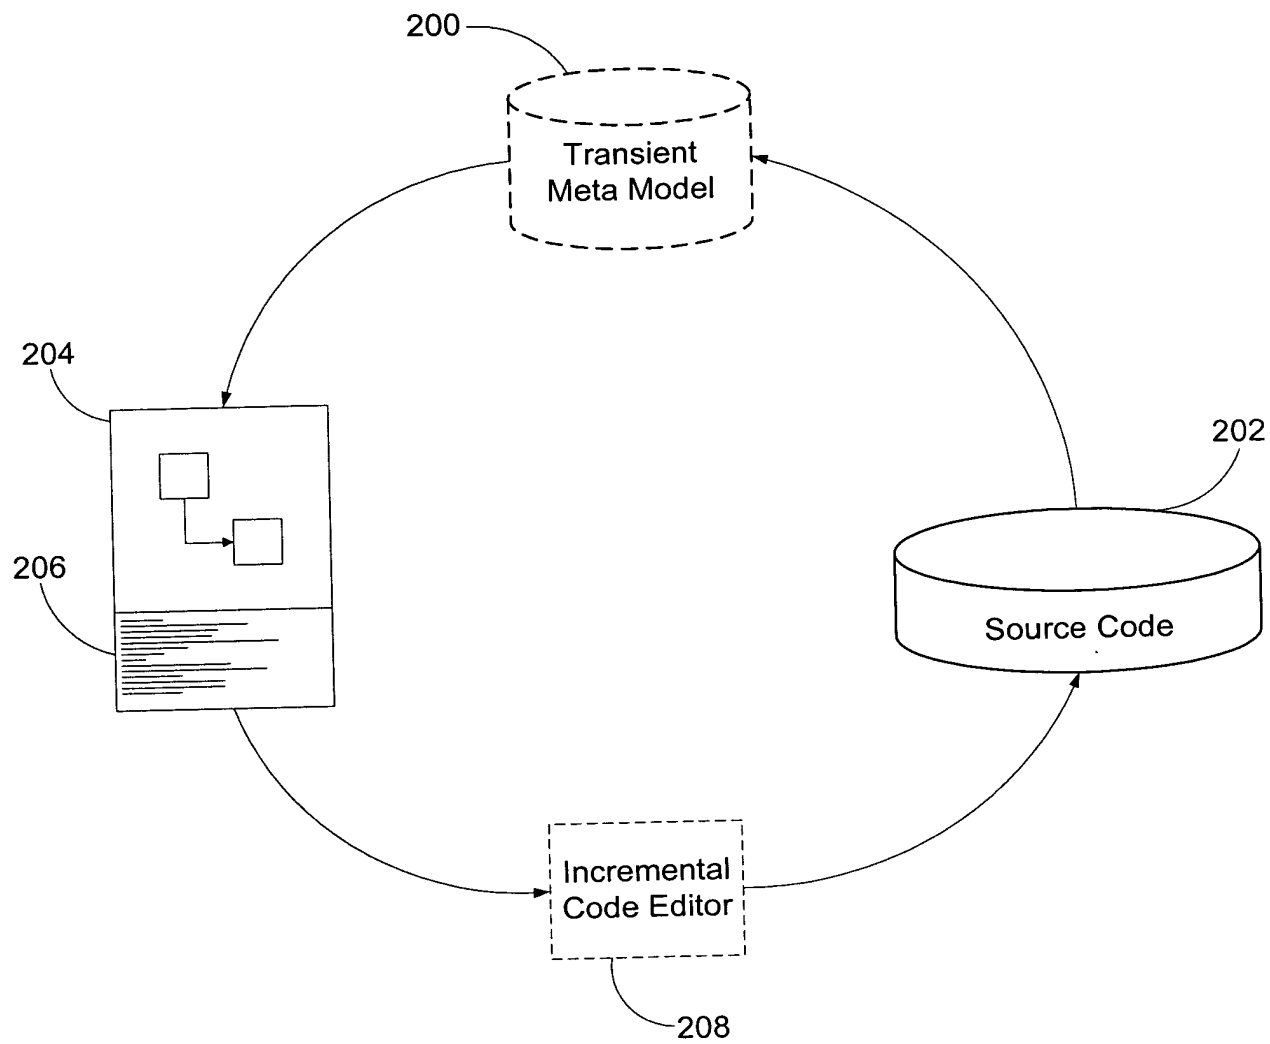 200
Transient
Meta Model
204
202
206
Source Code
Incremental
Code Editor
208